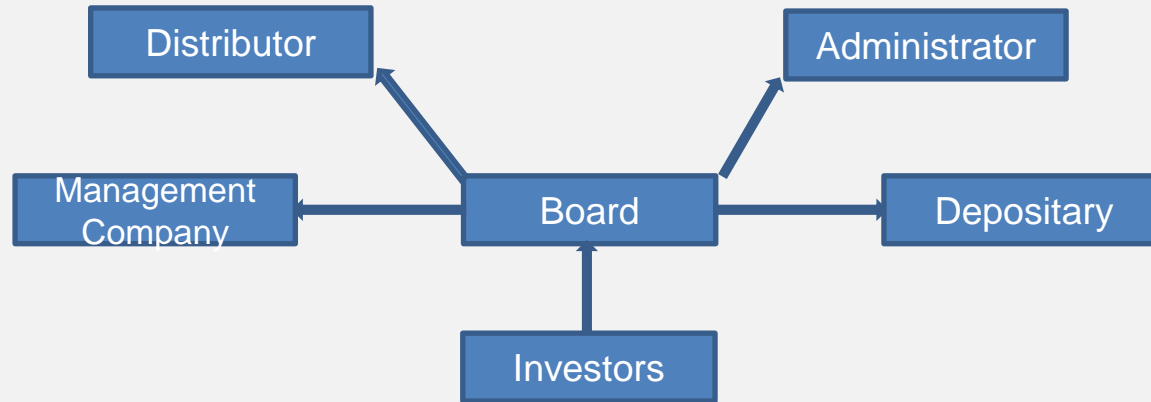 Distributor
Administrator
Management
Company
Board
Depositary
Investors